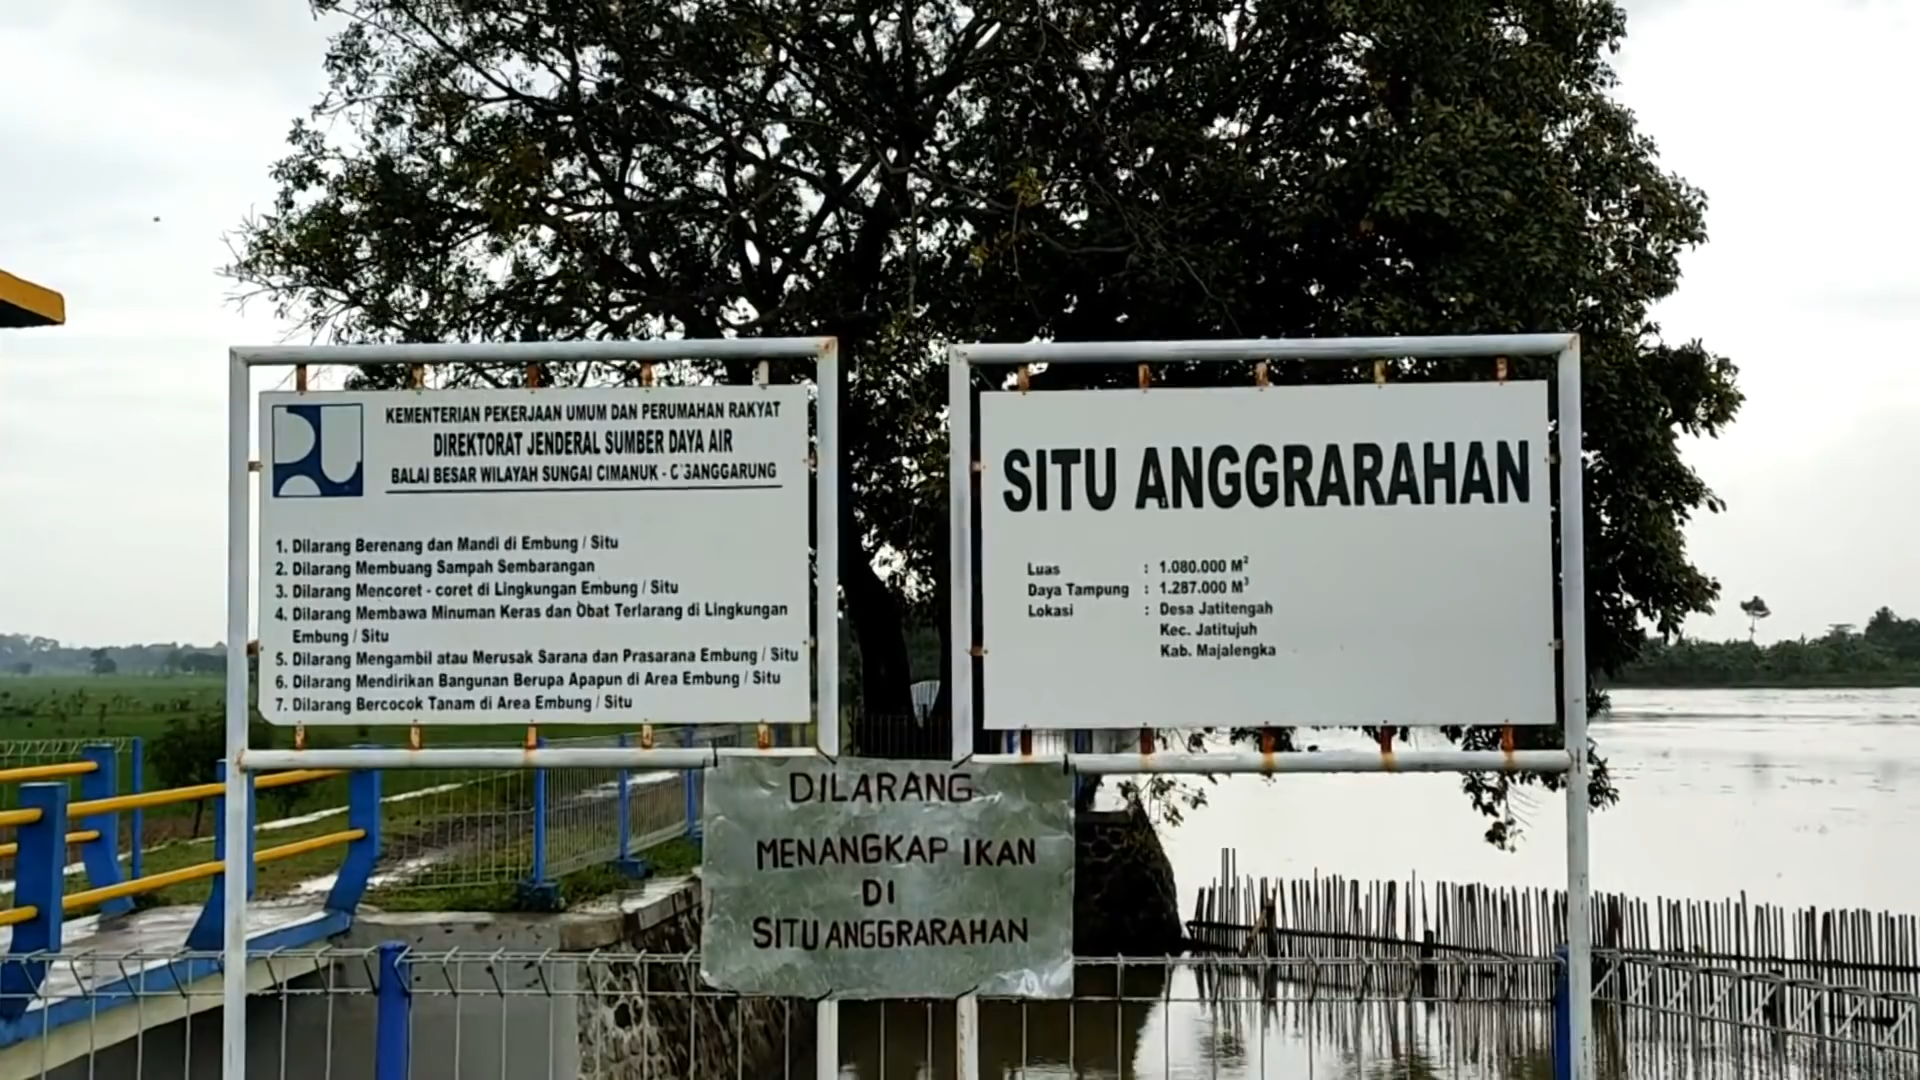 KEMENTERIAN PEKERJAAN UMUM DAN PERUMAHAN RAKYAT
DIREKTORAT JENDERAL SUMBER DAYA AIR
BALAI BESAR WILAYAH SUNGAI CIMANUK -
1. Dilarang Berenang dan Mandi di Embung / Situ
2. Dilarang Membuang Sampah Sembarangan
3. Dilarang Mencoret - coret di Lingkungan Embung / Situ
4. Dilarang Membawa Minuman Keras dan Obat Terlarang di Lingkungan
Embung / Situ
5. Dilarang Mengambil atau Merusak Sarana dan Prasarana Embung / Situ
6. Dilarang Mendirikan Bangunan Berupa Apapun di Area Embung / Situ
7. Dilarang Bercocok Tanam di Area Embung / Situ
SITU ANGGRARAHAN
Luas : 1.080.000 M²
Daya Tampung : 1.287.000 M³
Lokasi : Desa Jatitengah
Kec. Jatitujuh
Kab. Majalengka
DILARANG
MENANGKAP IKAN
DI
SITU ANGGRARAHAN